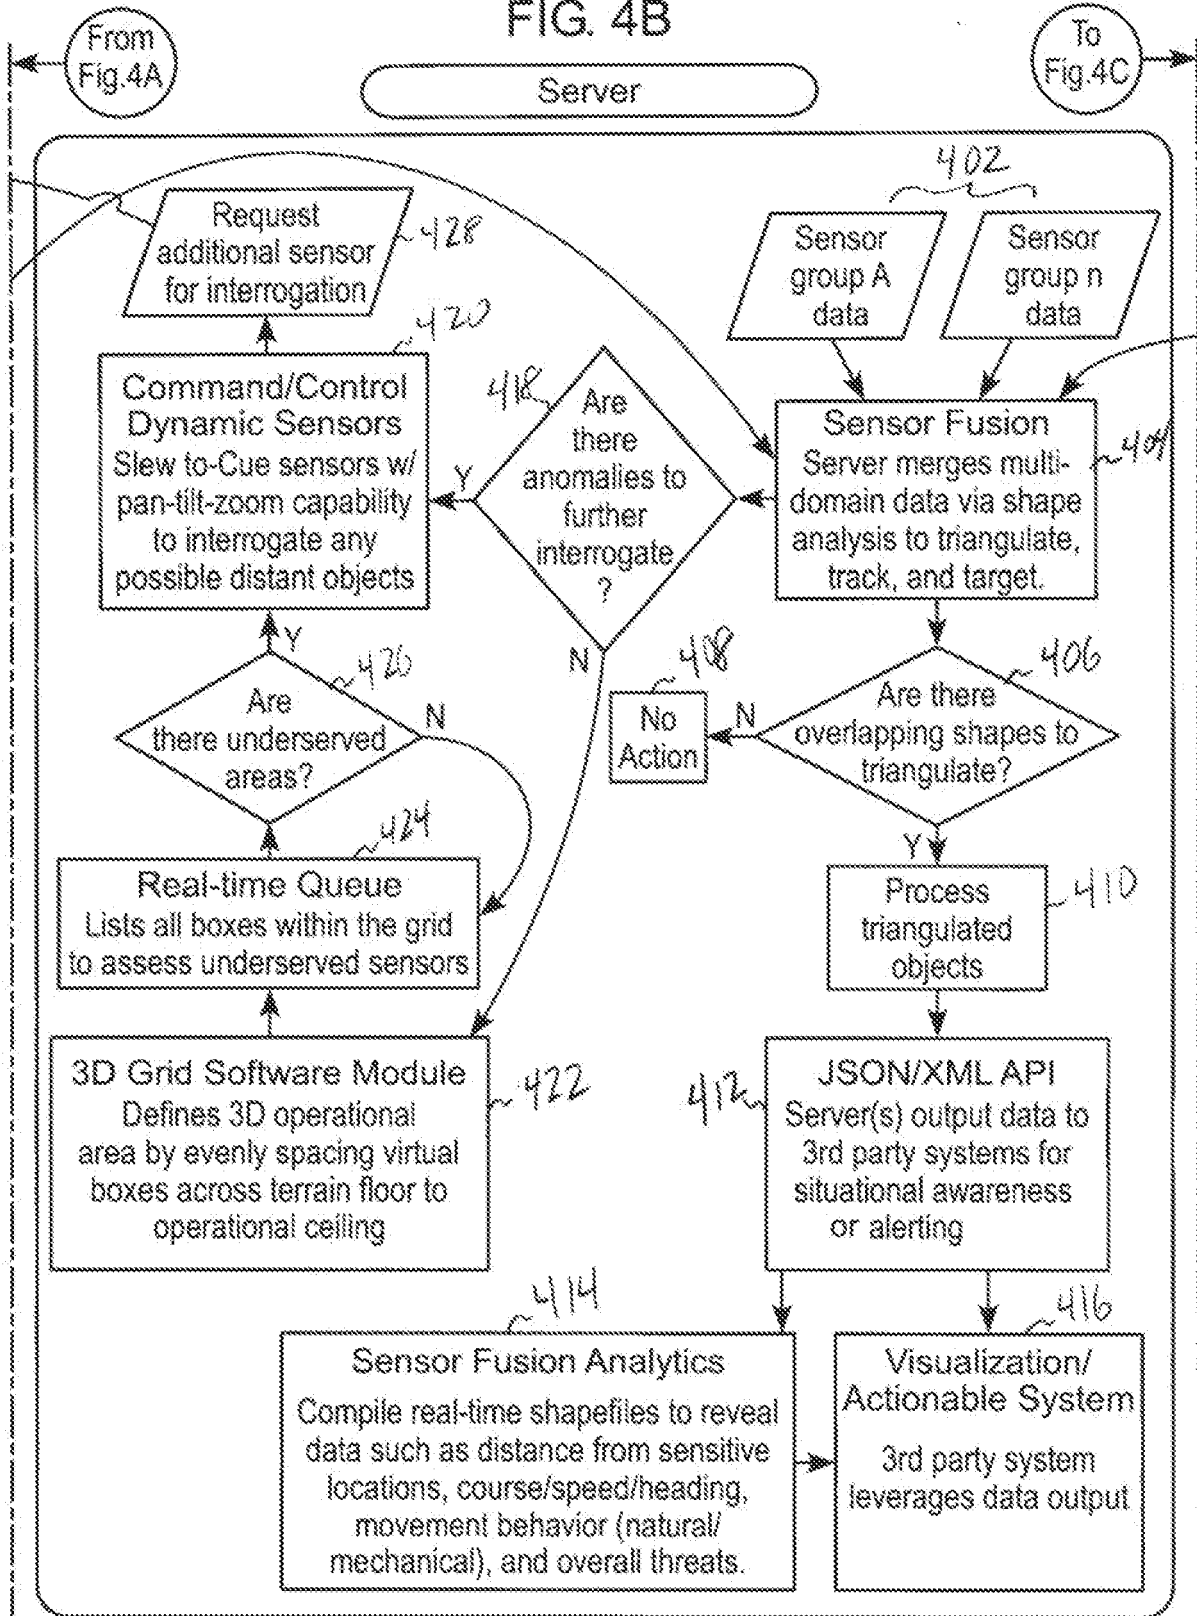 FIG. 4B
From
Fig.4A
To
Fig.4C
Server
402
Request
additional sensor
for interrogation
428
Sensor
group A
data
Sensor
group n
data
420
Command/Control
Dynamic Sensors
Slew to-Cue sensors w/
pan-tilt-zoom capability
to interrogate any
possible distant objects
418
Are
there
anomalies to
further
interrogate
?
Y
N
Sensor Fusion
Server merges multi-
domain data via shape
analysis to triangulate,
track, and target.
404
Y
426
Are
there underserved
areas?
N
408
No
Action
N
406
Are there
overlapping shapes to
triangulate?
Y
424
Real-time Queue
Lists all boxes within the grid
to assess underserved sensors
Process
triangulated
objects
410
3D Grid Software Module
Defines 3D operational
area by evenly spacing virtual
boxes across terrain floor to
operational ceiling
422
412
JSON/XML API
Server(s) output data to
3rd party systems for
situational awareness
or alerting
414
Sensor Fusion Analytics
Compile real-time shapefiles to reveal
data such as distance from sensitive
locations, course/speed/heading,
movement behavior (natural/
mechanical), and overall threats.
416
Visualization/
Actionable System
3rd party system
leverages data output